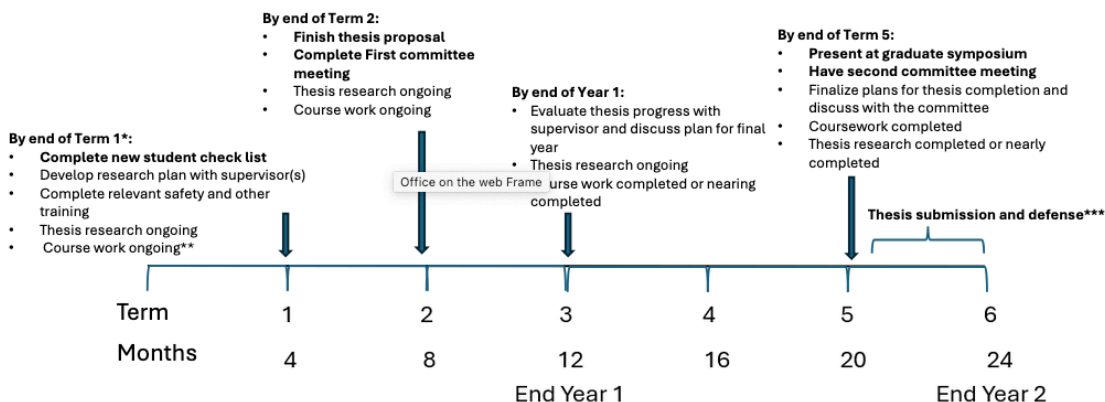 By end of Term 2:
• Finish thesis proposal
• Complete First committee
meeting
• Thesis research ongoing
• Course work ongoing
By end of Term 5:
• Present at graduate symposium
• Have second committee meeting
• Finalize plans for thesis completion and
discuss with the committee
• Coursework completed
• Thesis research completed or nearly
completed
By end of Year 1:
• Evaluate thesis progress with
supervisor and discuss plan for final
year
• Thesis research ongoing
ourse work completed or nearing
completed
By end of Term 1*:
• Complete new student check list
• Develop research plan with supervisor(s)
• Complete relevant safety and other
training
• Thesis research ongoing
• Course work ongoing**
Office on the web Frame
Thesis submission and defense***
Term 1 2 3 4 5 6
Months 4 8 12 16 20 24
End Year 1 End Year 2